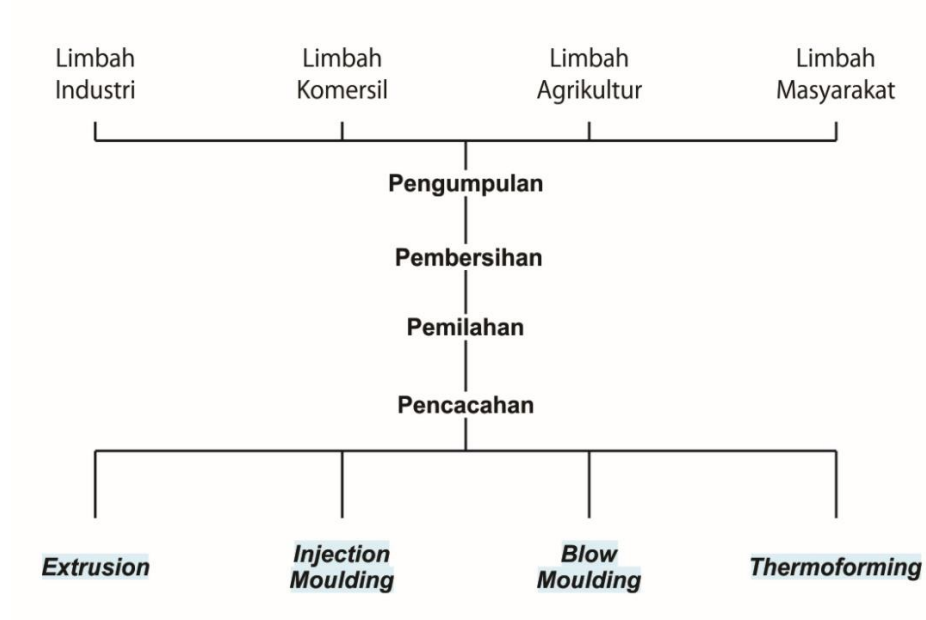 Limbah
Industri
Limbah
Komersil
Limbah
Agrikultur
Limbah
Masyarakat
Pengumpulan
Pembersihan
Pemilahan
Pencacahan
Extrusion
Injection
Moulding
Blow
Moulding
Thermoforming